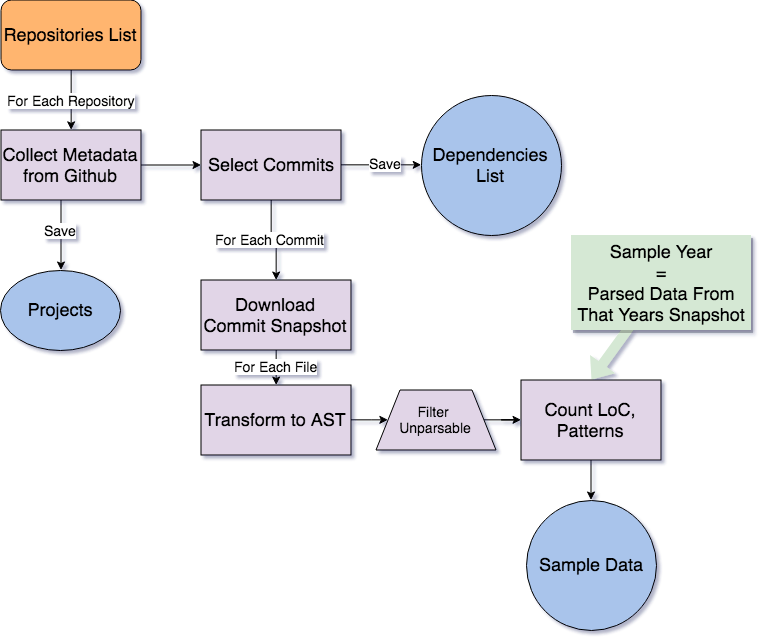 Repositories List
For Each Repository
Collect Metadata
from Github
Select Commits
Save
Dependencies
List
Save
For Each Commit
Projects
Download
Commit Snapshot
Sample Year
=
Parsed Data From
That Years Snapshot
For Each File
Transform to AST
Filter
Unparsable
Count LoC,
Patterns
Sample Data